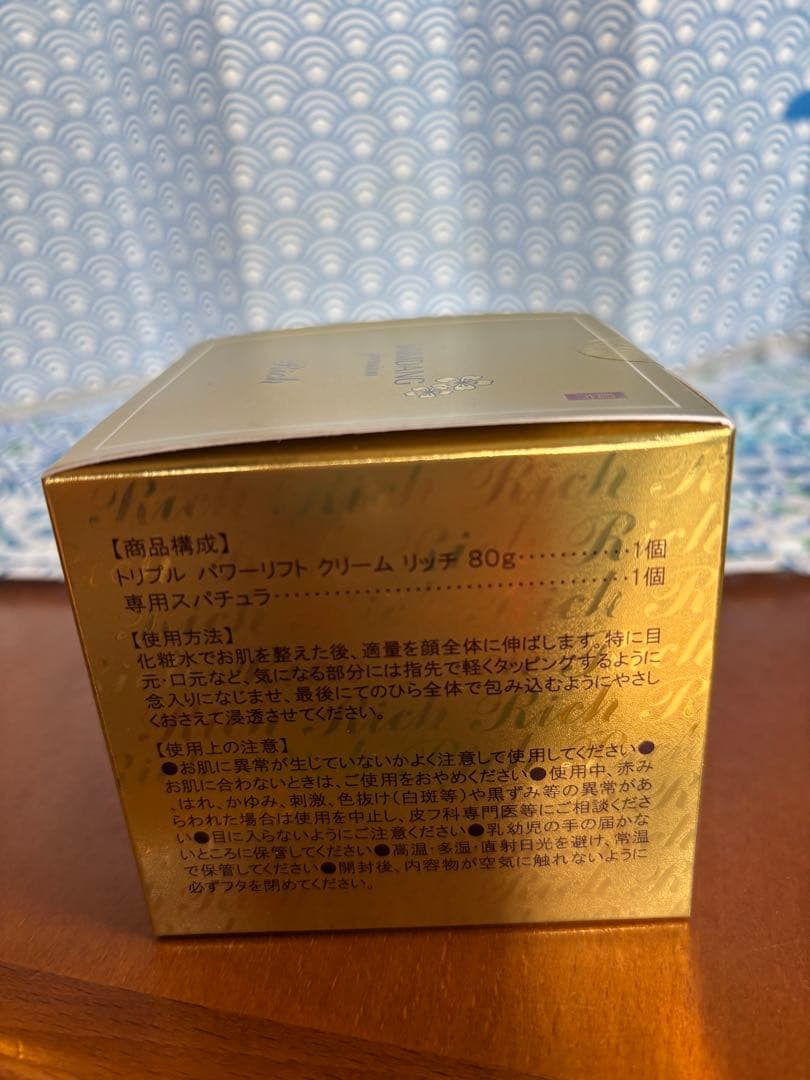 Rich
DANG
Rich Rich Rich
【商品構成】
トリプル パワーリフト クリーム リッチ 80g…………1個
専用スパチュラ………………………………………1個
【使用方法】
化粧水でお肌を整えた後、適量を顔全体に伸ばします。特に目
元・口元など、気になる部分には指先で軽くタッピングするように
念入りになじませ、最後にてのひら全体で包み込むようにやさし
くおさえて浸透させてください。
【使用上の注意】
●お肌に異常が生じていないかよく注意して使用してください●
お肌に合わないときは、ご使用をおやめください●使用中、赤み
、はれ、かゆみ、刺激、色抜け(白斑等)や黒ずみ等の異常があ
らわれた場合は使用を中止し、皮フ科専門医等にご相談くださ
い●目に入らないようにご注意ください●乳幼児の手の届かな
いところに保管してください●高温・多湿・直射日光を避け、常温
で保管してください●開封後、内容物が空気に触れないように
必ずフタを閉めてください。